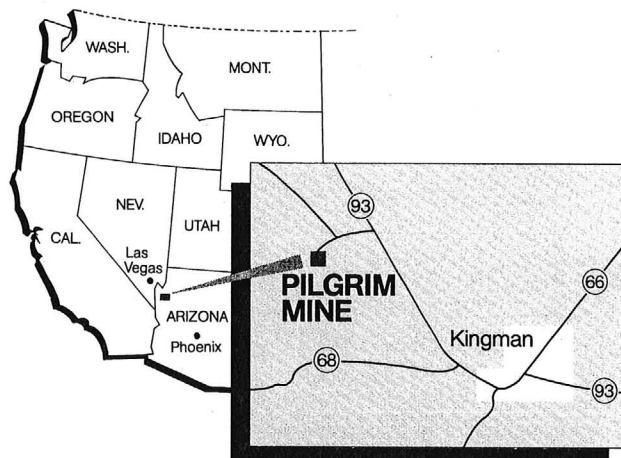 WASH.
MONT.
OREGON
IDAHO
WYO.
NEV.
UTAH
CAL.
Las
Vegas
ARIZONA
Phoenix
93
PILGRIM
MINE
66
Kingman
68
93